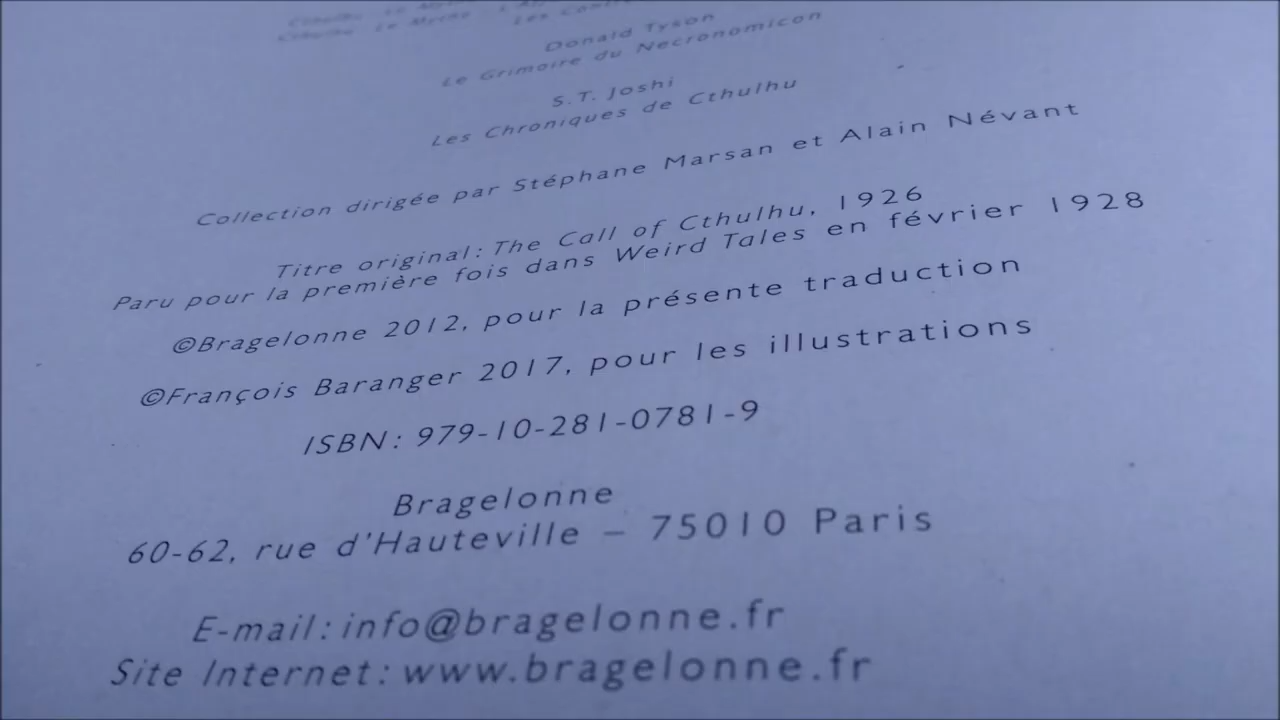 Donald Tyson
Le Grimoire du Necronomicon
S.T. Joshi
Les Chroniques de Cthulhu
Collection dirigée par Stéphane Marsan et Alain Névant
Titre original : The Call of Cthulhu, 1926
Paru pour la première fois dans Weird Tales en février 1928
©Bragelonne 2012, pour la présente traduction
©François Baranger 2017, pour les illustrations
ISBN : 979-10-281-0781-9
Bragelonne
60-62, rue d'Hauteville – 75010 Paris
E-mail : info@bragelonne.fr
Site Internet : www.bragelonne.fr